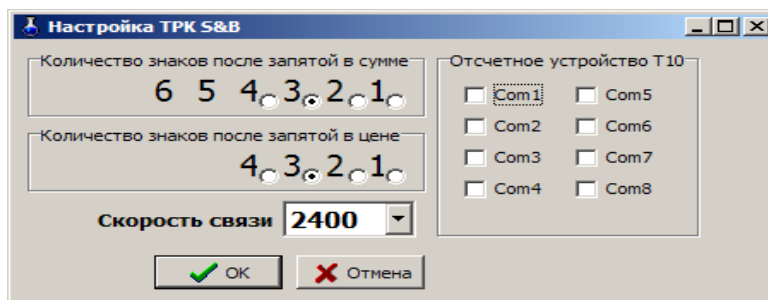 Настройка ТРК S&B
Количество знаков после запятой в сумме
6 5 4 3 2 1
Количество знаков после запятой в цене
4 3 2 1
Скорость связи 2400
OK Отмена
Отсчетное устройство T10
Com1 Com5
Com2 Com6
Com3 Com7
Com4 Com8